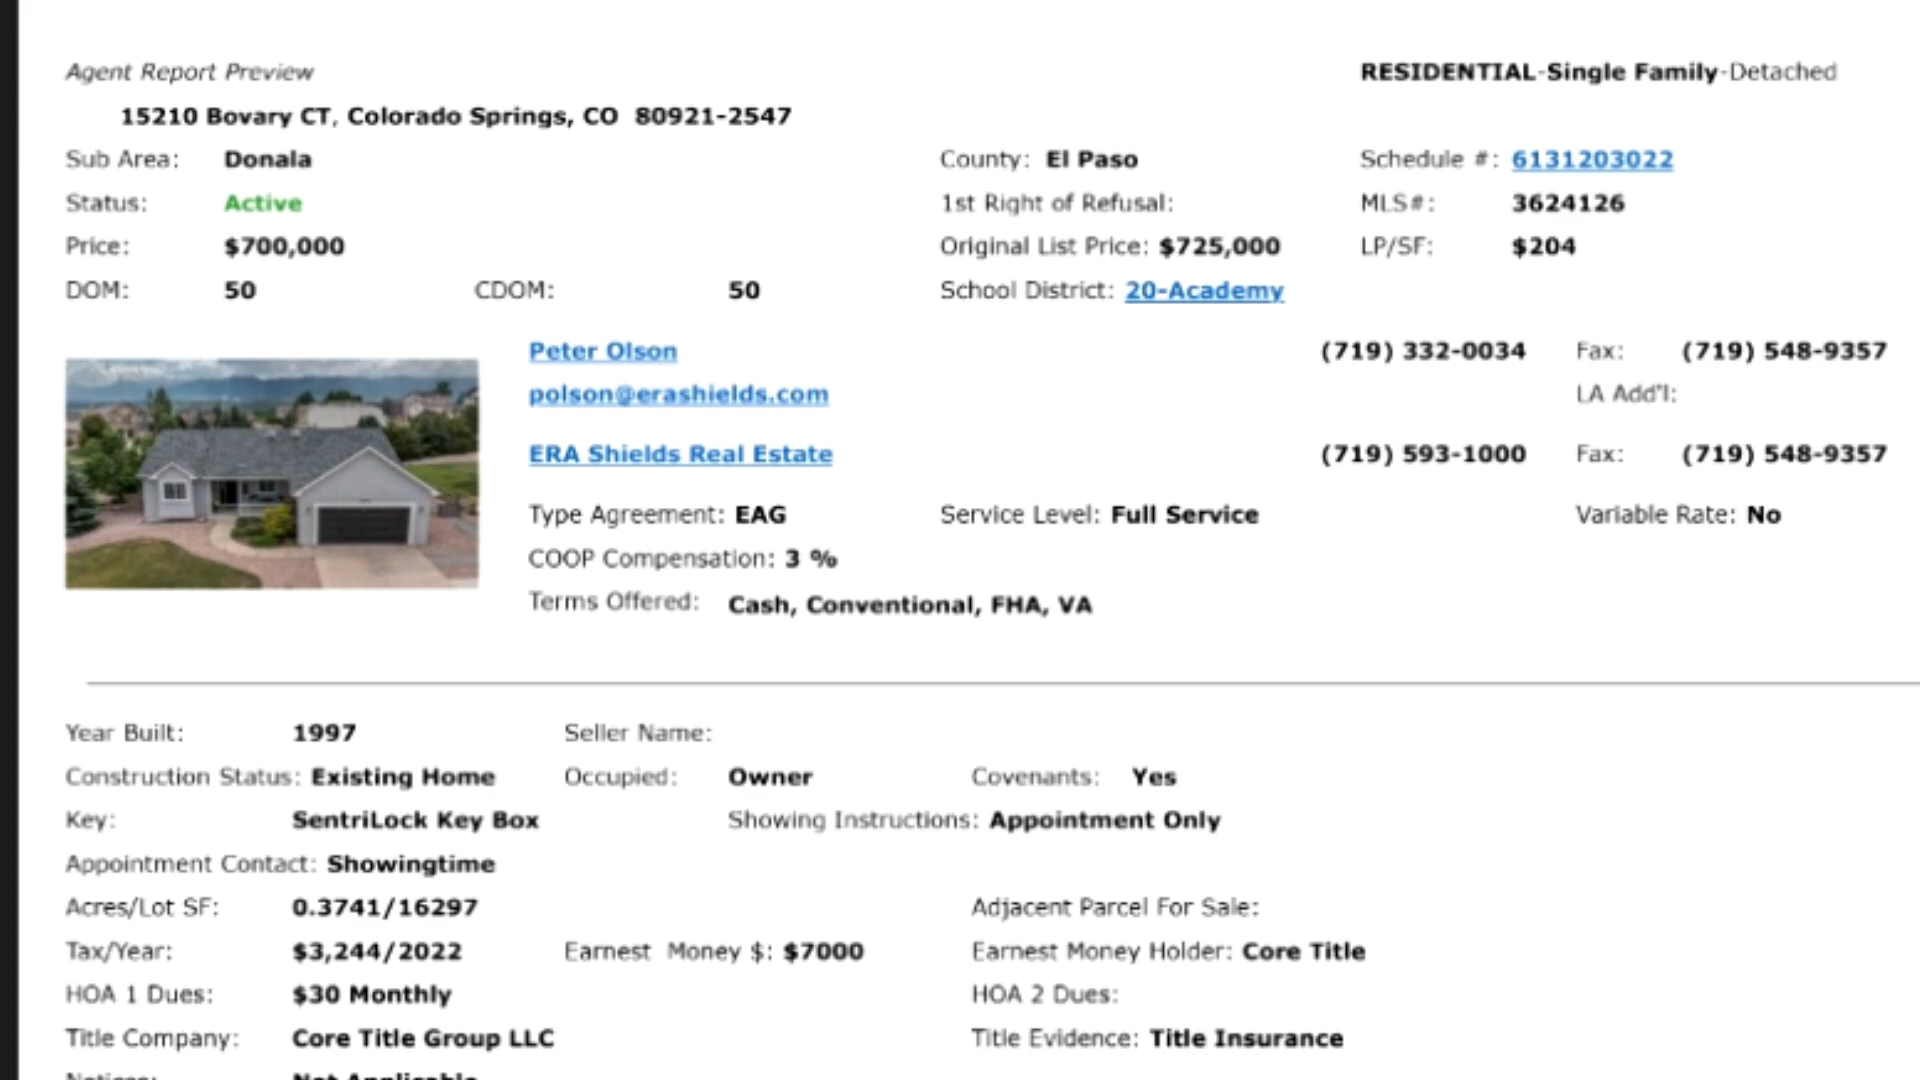 Agent Report Preview RESIDENTIAL-Single Family-Detached
15210 Bovary CT, Colorado Springs, CO 80921-2547
Sub Area: Donala County: El Paso Schedule #: 6131203022
Status: Active 1st Right of Refusal: MLS#: 3624126
Price: $700,000 Original List Price: $725,000 LP/SF: $204
DOM: 50 CDOM: 50 School District: 20-Academy
Peter Olson (719) 332-0034 Fax: (719) 548-9357
polson@erashields.com LA Add'l:
ERA Shields Real Estate (719) 593-1000 Fax: (719) 548-9357
Type Agreement: EAG Service Level: Full Service Variable Rate: No
COOP Compensation: 3 %
Terms Offered: Cash, Conventional, FHA, VA
Year Built: 1997 Seller Name:
Construction Status: Existing Home Occupied: Owner Covenants: Yes
Key: SentriLock Key Box Showing Instructions: Appointment Only
Appointment Contact: Showingtime
Acres/Lot SF: 0.3741/16297 Adjacent Parcel For Sale:
Tax/Year: $3,244/2022 Earnest Money $: $7000 Earnest Money Holder: Core Title
HOA 1 Dues: $30 Monthly HOA 2 Dues:
Title Company: Core Title Group LLC Title Evidence: Title Insurance
Notices: Not Applicable